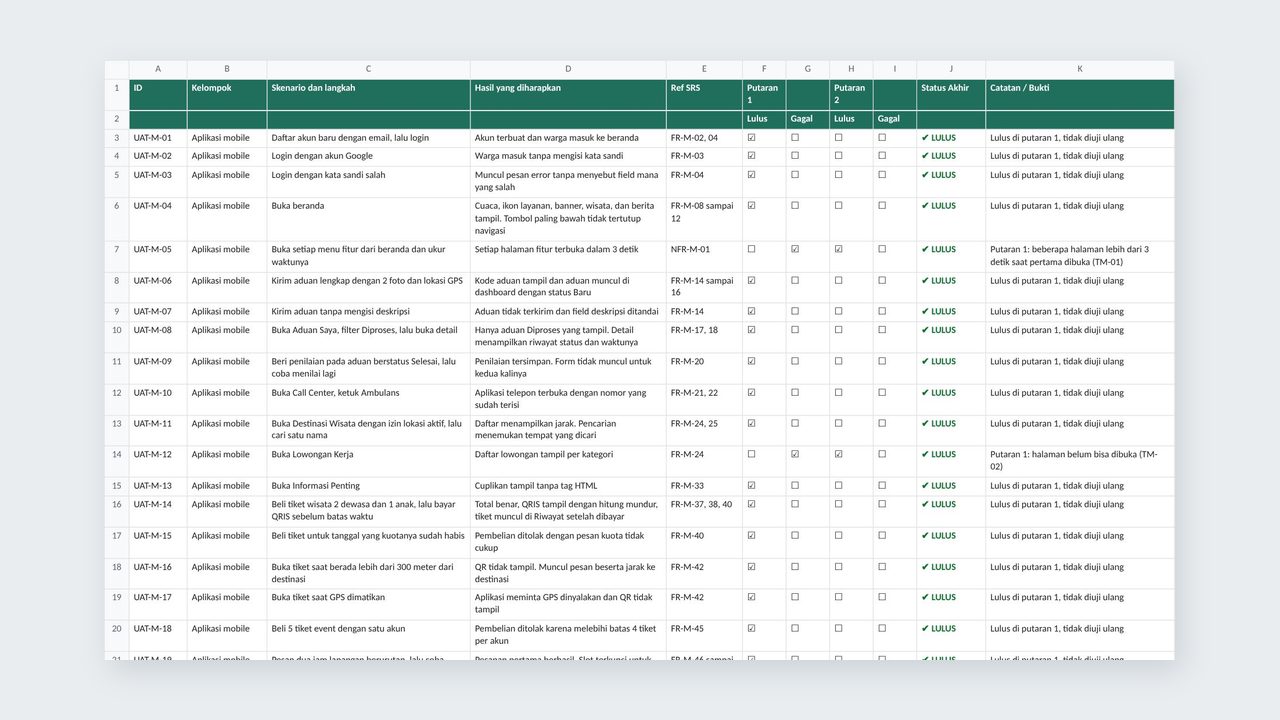 A B C D E F G H I J K
1 ID Kelompok Skenario dan langkah Hasil yang diharapkan Ref SRS Putaran Putaran Status Akhir Catatan / Bukti
1 2
2 Lulus Gagal Lulus Gagal
3 UAT-M-01 Aplikasi mobile Daftar akun baru dengan email, lalu login Akun terbuat dan warga masuk ke beranda FR-M-02, 04 ☑ ☐ ☐ ☐ ✔ LULUS Lulus di putaran 1, tidak diuji ulang
4 UAT-M-02 Aplikasi mobile Login dengan akun Google Warga masuk tanpa mengisi kata sandi FR-M-03 ☑ ☐ ☐ ☐ ✔ LULUS Lulus di putaran 1, tidak diuji ulang
5 UAT-M-03 Aplikasi mobile Login dengan kata sandi salah Muncul pesan error tanpa menyebut field mana FR-M-04 ☑ ☐ ☐ ☐ ✔ LULUS Lulus di putaran 1, tidak diuji ulang
yang salah
6 UAT-M-04 Aplikasi mobile Buka beranda Cuaca, ikon layanan, banner, wisata, dan berita FR-M-08 sampai ☑ ☐ ☐ ☐ ✔ LULUS Lulus di putaran 1, tidak diuji ulang
tampil. Tombol paling bawah tidak tertutup 12
navigasi
7 UAT-M-05 Aplikasi mobile Buka setiap menu fitur dari beranda dan ukur Setiap halaman fitur terbuka dalam 3 detik NFR-M-01 ☐ ☑ ☑ ☐ ✔ LULUS Putaran 1: beberapa halaman lebih dari 3
waktunya detik saat pertama dibuka (TM-01)
8 UAT-M-06 Aplikasi mobile Kirim aduan lengkap dengan 2 foto dan lokasi GPS Kode aduan tampil dan aduan muncul di FR-M-14 sampai ☑ ☐ ☐ ☐ ✔ LULUS Lulus di putaran 1, tidak diuji ulang
dashboard dengan status Baru 16
9 UAT-M-07 Aplikasi mobile Kirim aduan tanpa mengisi deskripsi Aduan tidak terkirim dan field deskripsi ditandai FR-M-14 ☑ ☐ ☐ ☐ ✔ LULUS Lulus di putaran 1, tidak diuji ulang
10 UAT-M-08 Aplikasi mobile Buka Aduan Saya, filter Diproses, lalu buka detail Hanya aduan Diproses yang tampil. Detail FR-M-17, 18 ☑ ☐ ☐ ☐ ✔ LULUS Lulus di putaran 1, tidak diuji ulang
menampilkan riwayat status dan waktunya
11 UAT-M-09 Aplikasi mobile Beri penilaian pada aduan berstatus Selesai, lalu Penilaian tersimpan. Form tidak muncul untuk FR-M-20 ☑ ☐ ☐ ☐ ✔ LULUS Lulus di putaran 1, tidak diuji ulang
coba menilai lagi kedua kalinya
12 UAT-M-10 Aplikasi mobile Buka Call Center, ketuk Ambulans Aplikasi telepon terbuka dengan nomor yang FR-M-21, 22 ☑ ☐ ☐ ☐ ✔ LULUS Lulus di putaran 1, tidak diuji ulang
sudah terisi
13 UAT-M-11 Aplikasi mobile Buka Destinasi Wisata dengan izin lokasi aktif, lalu Daftar menampilkan jarak. Pencarian FR-M-24, 25 ☑ ☐ ☐ ☐ ✔ LULUS Lulus di putaran 1, tidak diuji ulang
cari satu nama menemukan tempat yang dicari
14 UAT-M-12 Aplikasi mobile Buka Lowongan Kerja Daftar lowongan tampil per kategori FR-M-24 ☐ ☑ ☑ ☐ ✔ LULUS Putaran 1: halaman belum bisa dibuka (TM-
02)
15 UAT-M-13 Aplikasi mobile Buka Informasi Penting Cuplikan tampil tanpa tag HTML FR-M-33 ☑ ☐ ☐ ☐ ✔ LULUS Lulus di putaran 1, tidak diuji ulang
16 UAT-M-14 Aplikasi mobile Beli tiket wisata 2 dewasa dan 1 anak, lalu bayar Total benar, QRIS tampil dengan hitung mundur, FR-M-37, 38, 40 ☑ ☐ ☐ ☐ ✔ LULUS Lulus di putaran 1, tidak diuji ulang
QRIS sebelum batas waktu tiket muncul di Riwayat setelah dibayar
17 UAT-M-15 Aplikasi mobile Beli tiket untuk tanggal yang kuotanya sudah habis Pembelian ditolak dengan pesan kuota tidak FR-M-40 ☑ ☐ ☐ ☐ ✔ LULUS Lulus di putaran 1, tidak diuji ulang
cukup
18 UAT-M-16 Aplikasi mobile Buka tiket saat berada lebih dari 300 meter dari QR tidak tampil. Muncul pesan beserta jarak ke FR-M-42 ☑ ☐ ☐ ☐ ✔ LULUS Lulus di putaran 1, tidak diuji ulang
destinasi destinasi
19 UAT-M-17 Aplikasi mobile Buka tiket saat GPS dimatikan Aplikasi meminta GPS dinyalakan dan QR tidak FR-M-42 ☑ ☐ ☐ ☐ ✔ LULUS Lulus di putaran 1, tidak diuji ulang
tampil
20 UAT-M-18 Aplikasi mobile Beli 5 tiket event dengan satu akun Pembelian ditolak karena melebihi batas 4 tiket FR-M-45 ☑ ☐ ☐ ☐ ✔ LULUS Lulus di putaran 1, tidak diuji ulang
per akun